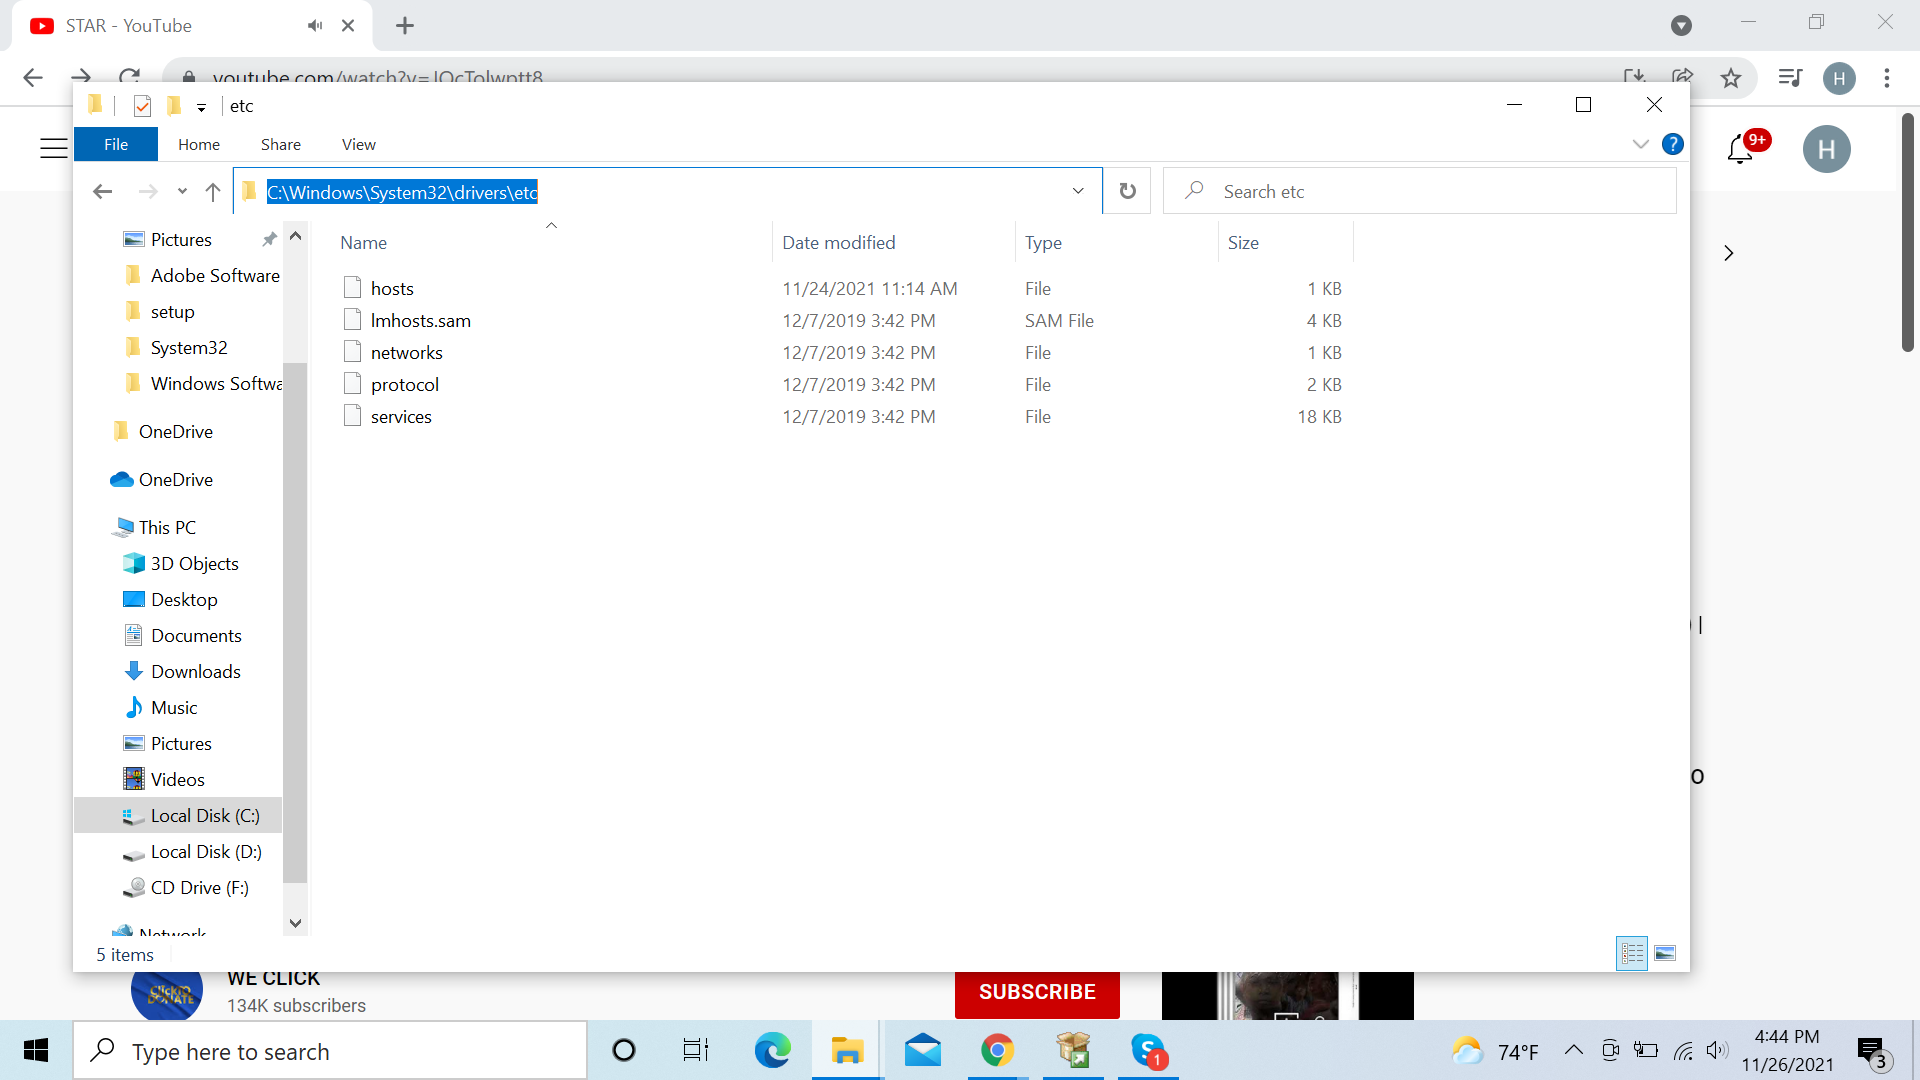 STAR - YouTube
youtube.com/watch?v=
etc
File
Home
Share
View
?
9+
H
H
C:\Windows\System32\drivers\etc
Search etc
Pictures
Adobe Software
setup
System32
Windows Softwa
OneDrive
OneDrive
This PC
3D Objects
Desktop
Documents
Downloads
Music
Pictures
Videos
Local Disk (C:)
Local Disk (D:)
CD Drive (F:)
Network
Name Date modified Type Size
hosts 11/24/2021 11:14 AM File 1 KB
lmhosts.sam 12/7/2019 3:42 PM SAM File 4 KB
networks 12/7/2019 3:42 PM File 1 KB
protocol 12/7/2019 3:42 PM File 2 KB
services 12/7/2019 3:42 PM File 18 KB
5 items
Click to
DONATE
WE CLICK
134K subscribers
SUBSCRIBE
Type here to search
S
1
74°F
4:44 PM
11/26/2021
3